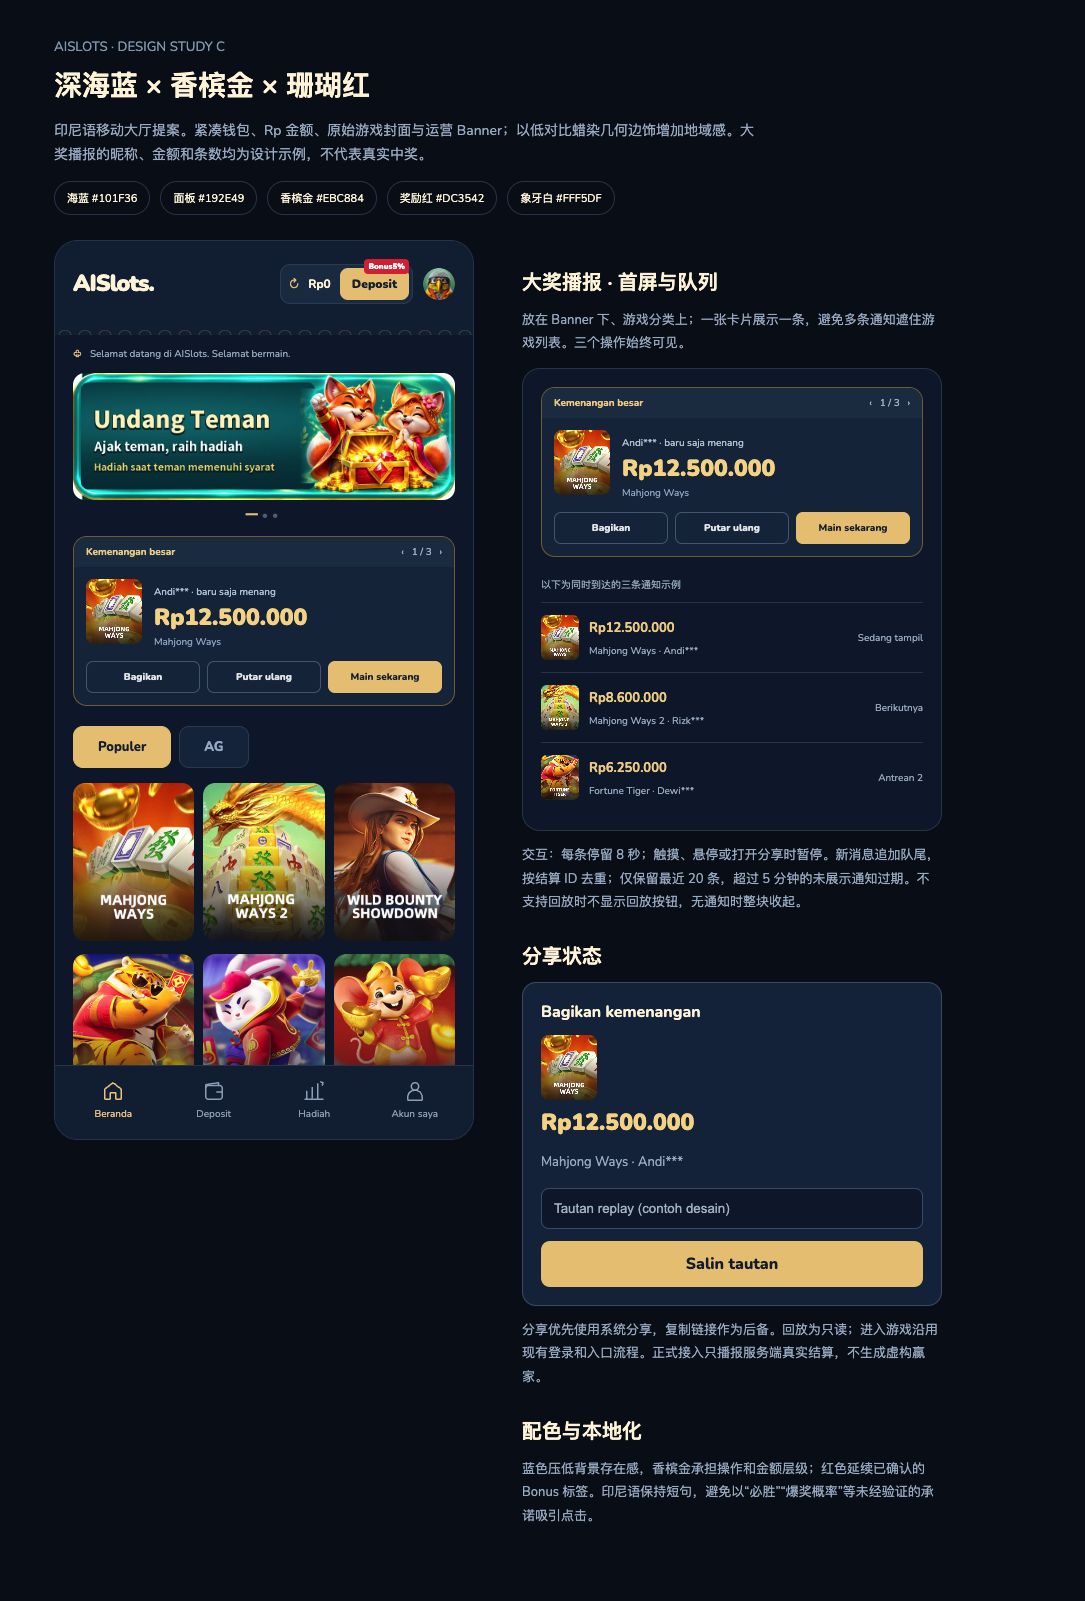 AISLOTS · DESIGN STUDY C
深海蓝 × 香槟金 × 珊瑚红
印尼语移动大厅提案。紧凑钱包、Rp 金额、原始游戏封面与运营 Banner；以低对比蜡染几何边饰增加地域感。大
奖播报的昵称、金额和条数均为设计示例，不代表真实中奖。
海蓝 #101F36
面板 #192E49
香槟金 #EBC884
奖励红 #DC3542
象牙白 #FFF5DF
AISlots.
Rp0
Deposit
Bonus5%
Selamat datang di AISlots. Selamat bermain.
Undang Teman
Ajak teman, raih hadiah
Hadiah saat teman memenuhi syarat
Kemenangan besar
‹ 1 / 3 ›
MAHJONG
WAYS
Andi*** · baru saja menang
Rp12.500.000
Mahjong Ways
Bagikan
Putar ulang
Main sekarang
Populer
AG
MAHJONG
WAYS
MAHJONG
WAYS 2
WILD BOUNTY
SHOWDOWN
Beranda
Deposit
Hadiah
Akun saya
大奖播报 · 首屏与队列
放在 Banner 下、游戏分类上；一张卡片展示一条，避免多条通知遮住游
戏列表。三个操作始终可见。
Kemenangan besar
‹ 1 / 3 ›
MAHJONG
WAYS
Andi*** · baru saja menang
Rp12.500.000
Mahjong Ways
Bagikan
Putar ulang
Main sekarang
以下为同时到达的三条通知示例
MAHJONG
WAYS
Rp12.500.000
Mahjong Ways · Andi***
Sedang tampil
MAHJONG
WAYS 2
Rp8.600.000
Mahjong Ways 2 · Rizk***
Berikutnya
FORTUNE
TIGER
Rp6.250.000
Fortune Tiger · Dewi***
Antrean 2
交互：每条停留 8 秒；触摸、悬停或打开分享时暂停。新消息追加队尾，
按结算 ID 去重；仅保留最近 20 条，超过 5 分钟的未展示通知过期。不
支持回放时不显示回放按钮，无通知时整块收起。
分享状态
Bagikan kemenangan
MAHJONG
WAYS
Rp12.500.000
Mahjong Ways · Andi***
Tautan replay (contoh desain)
Salin tautan
分享优先使用系统分享，复制链接作为后备。回放为只读；进入游戏沿用
现有登录和入口流程。正式接入只播报服务端真实结算，不生成虚构赢
家。
配色与本地化
蓝色压低背景存在感，香槟金承担操作和金额层级；红色延续已确认的
Bonus 标签。印尼语保持短句，避免以“必胜”“爆奖概率”等未经验证的承
诺吸引点击。